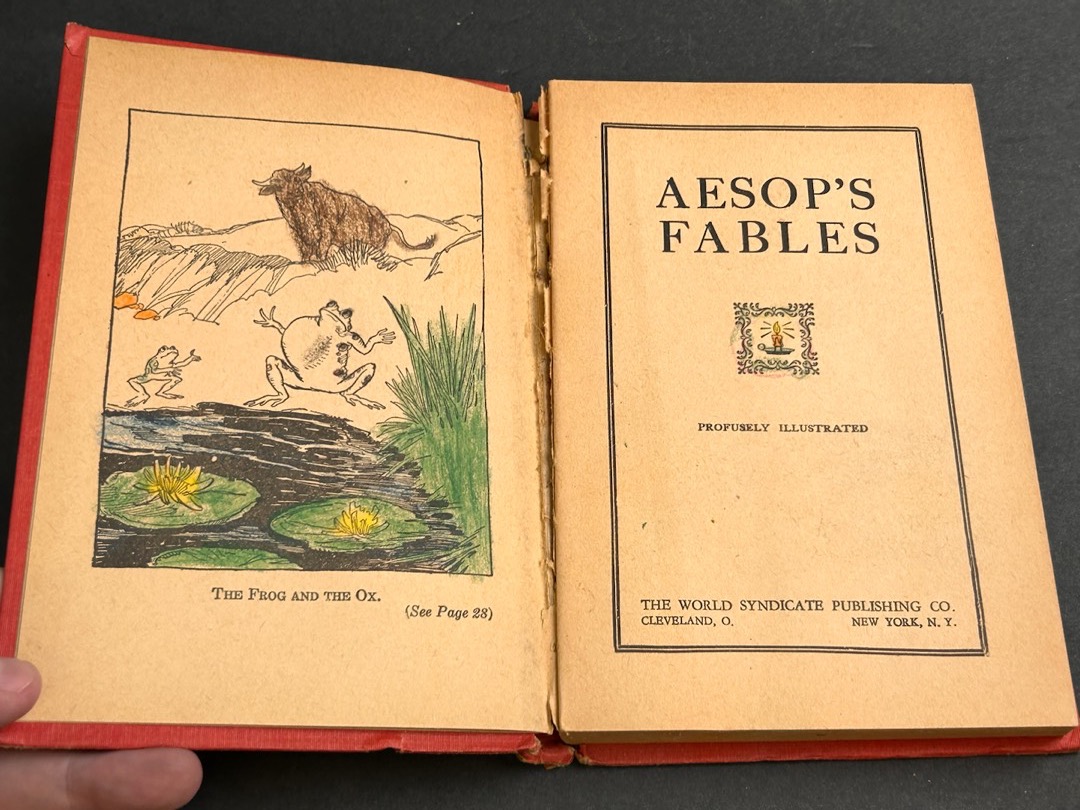 THE FROG AND THE OX.
(See Page 28)
AESOP'S
FABLES
PROFUSELY ILLUSTRATED
THE WORLD SYNDICATE PUBLISHING CO.
CLEVELAND, O. NEW YORK, N. Y.